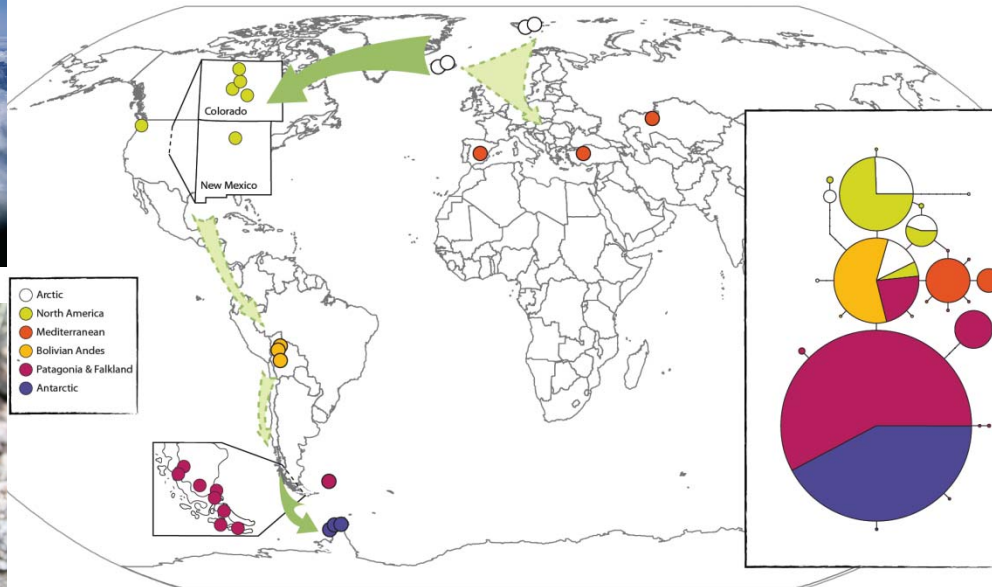 Colorado
New Mexico
Arctic
North America
Mediterranean
Bolivian Andes
Patagonia & Falkland
Antarctic